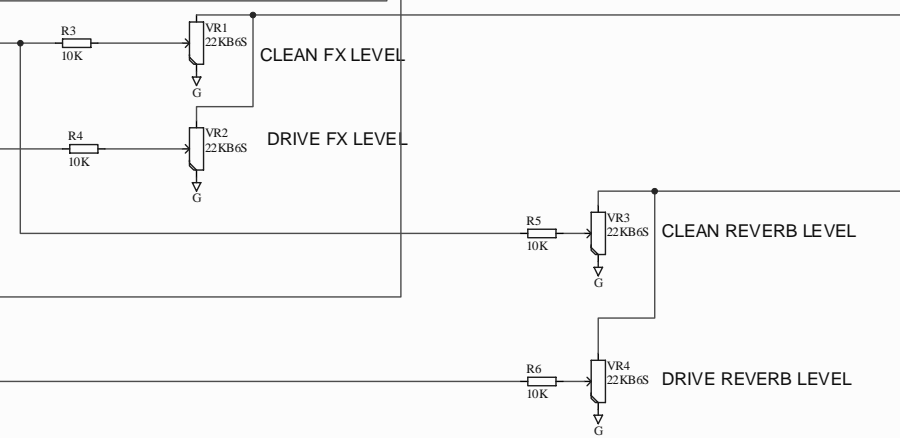 R3
10K
VR1
22KB6S
CLEAN FX LEVEL
G
R4
10K
VR2
22KB6S
DRIVE FX LEVEL
G
R5
10K
VR3
22KB6S
CLEAN REVERB LEVEL
G
R6
10K
VR4
22KB6S
DRIVE REVERB LEVEL
G